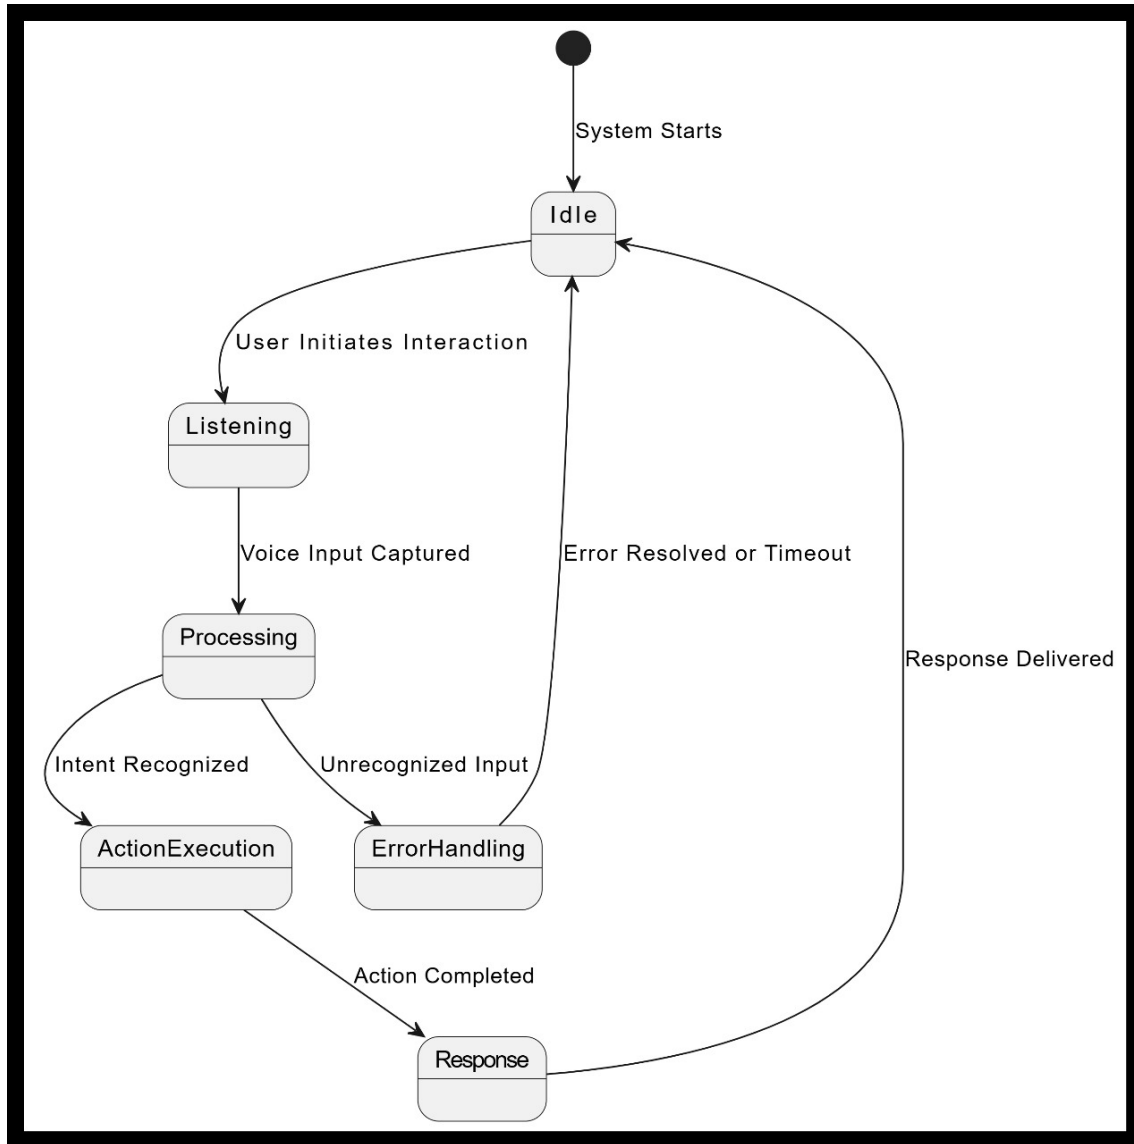 System Starts
Idle
User Initiates Interaction
Listening
Voice Input Captured
Error Resolved or Timeout
Processing
Response Delivered
Intent Recognized
Unrecognized Input
ActionExecution
ErrorHandling
Action Completed
Response